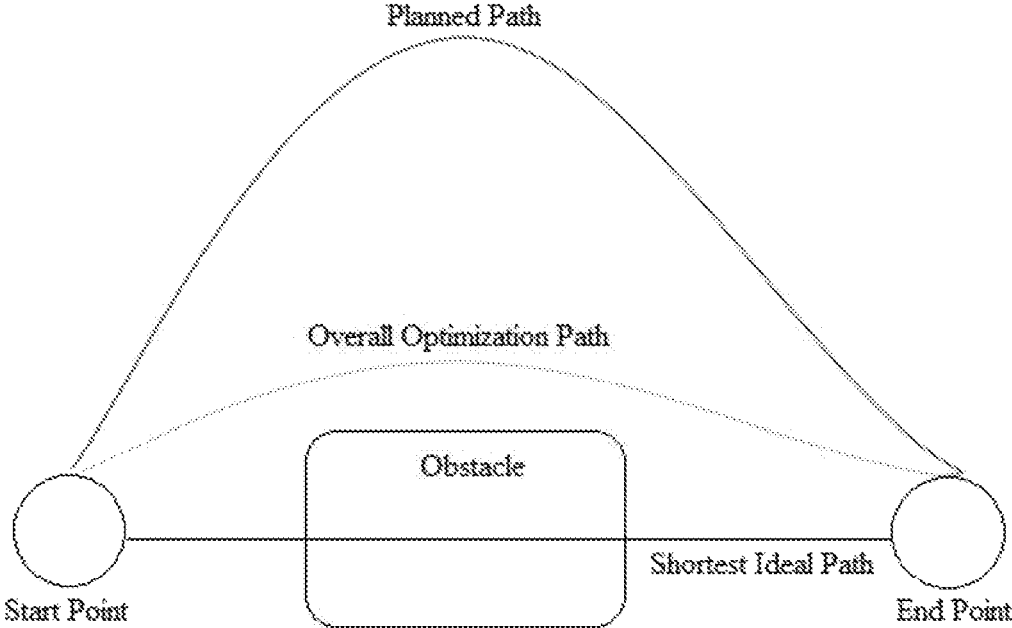 Planned Path
Overall Optimization Path
Obstacle
Shortest Ideal Path
Start Point
End Point